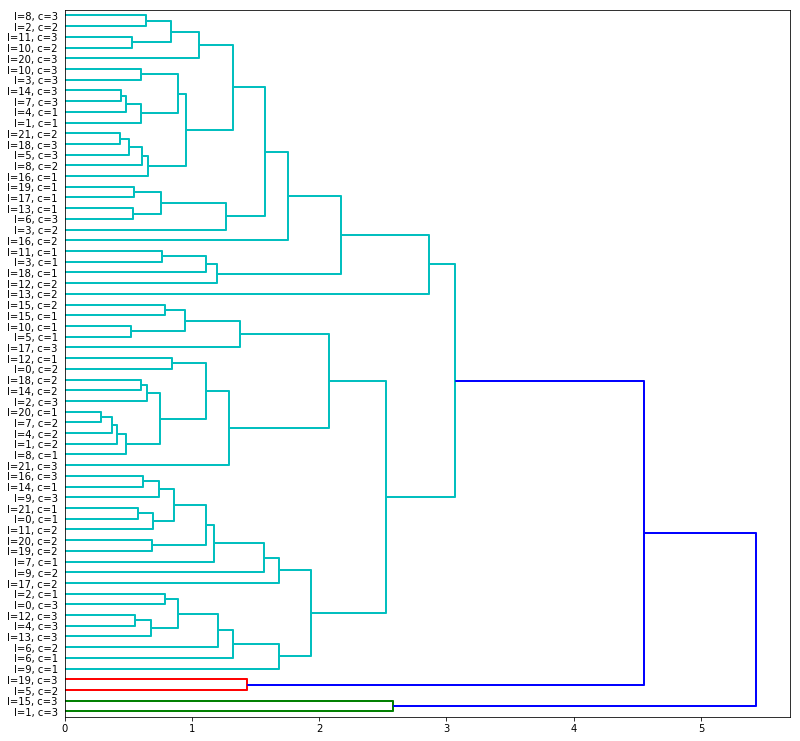 l=8, c=3
l=2, c=2
l=11, c=3
l=10, c=2
l=20, c=3
l=10, c=3
l=3, c=3
l=14, c=3
l=7, c=3
l=4, c=1
l=1, c=1
l=21, c=2
l=18, c=3
l=5, c=3
l=8, c=2
l=16, c=1
l=19, c=1
l=17, c=1
l=13, c=1
l=6, c=3
l=3, c=2
l=16, c=2
l=11, c=1
l=3, c=1
l=18, c=1
l=12, c=2
l=13, c=2
l=15, c=2
l=15, c=1
l=10, c=1
l=5, c=1
l=17, c=3
l=12, c=1
l=0, c=2
l=18, c=2
l=14, c=2
l=2, c=3
l=20, c=1
l=7, c=2
l=4, c=2
l=1, c=2
l=8, c=1
l=21, c=3
l=16, c=3
l=14, c=1
l=9, c=3
l=21, c=1
l=0, c=1
l=11, c=2
l=20, c=2
l=19, c=2
l=7, c=1
l=9, c=2
l=17, c=2
l=2, c=1
l=0, c=3
l=12, c=3
l=4, c=3
l=13, c=3
l=6, c=2
l=6, c=1
l=9, c=1
l=19, c=3
l=5, c=2
l=15, c=3
l=1, c=3
0 1 2 3 4 5